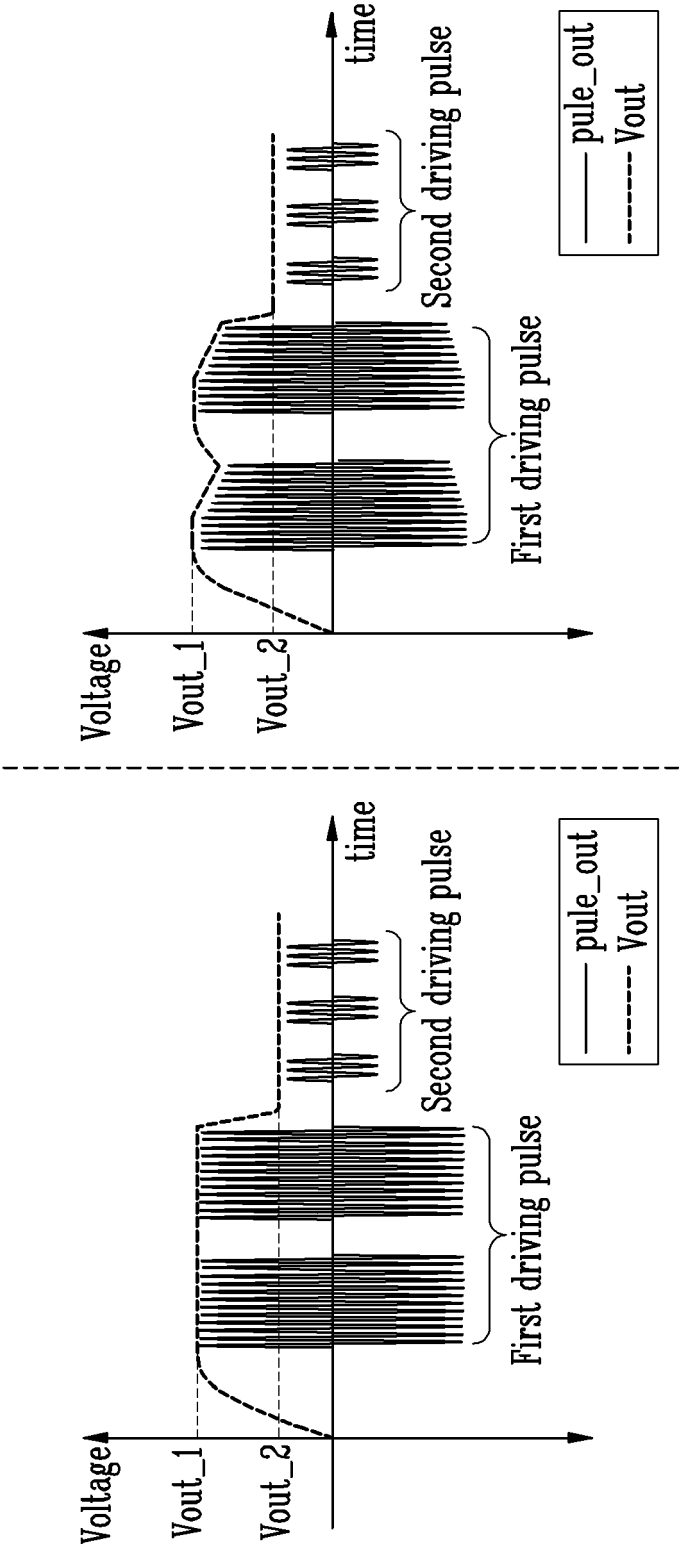 Voltage
Vout_1
Vout_2
time
First driving pulse
Second driving pulse
pule_out
Vout
Voltage
Vout_1
Vout_2
time
First driving pulse
Second driving pulse
pule_out
Vout